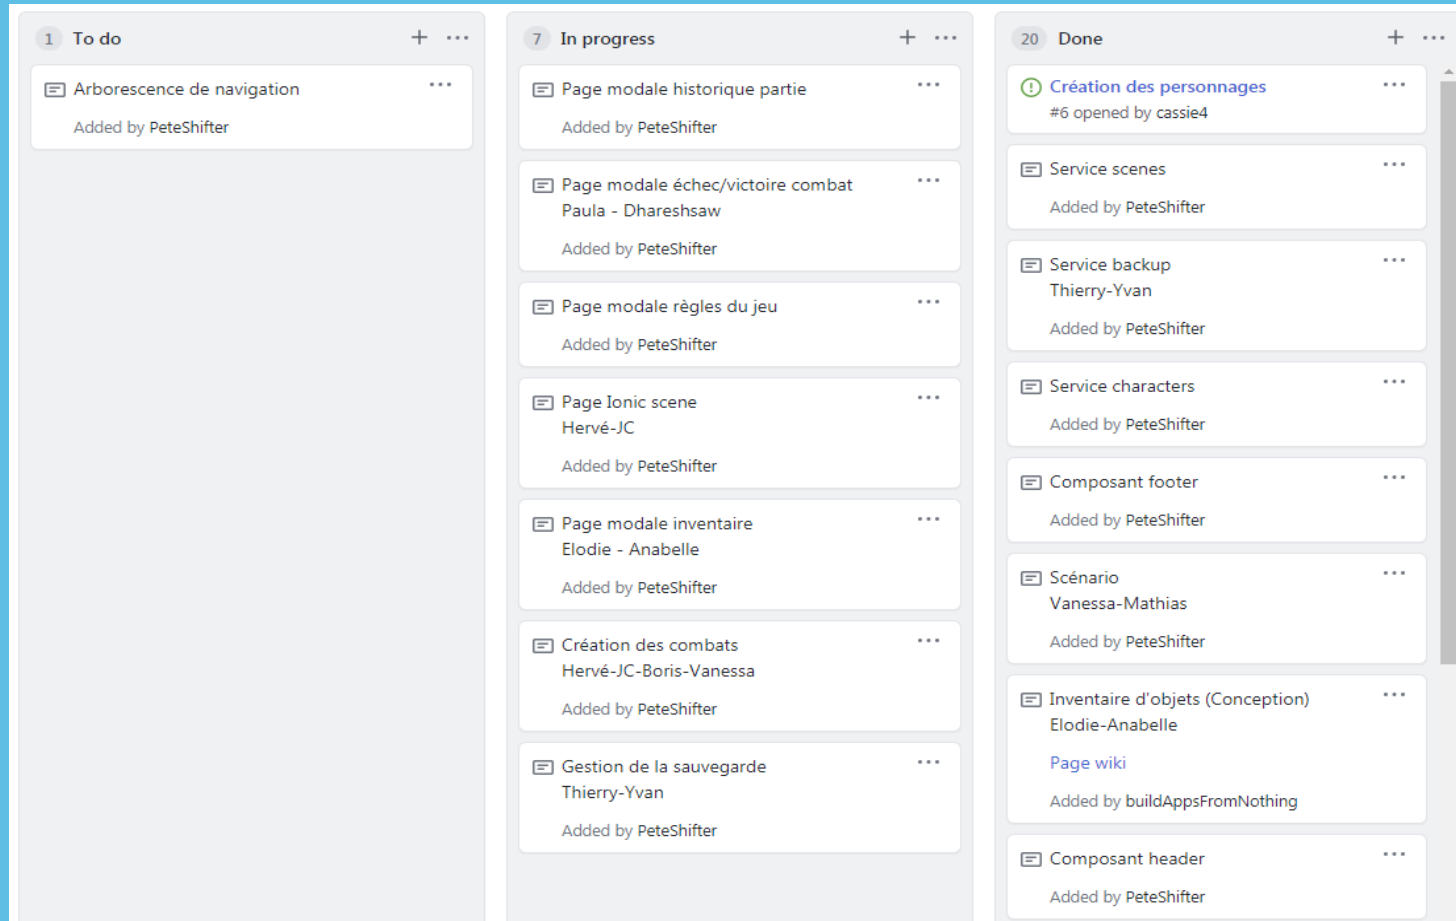 1 To do
Arborescence de navigation
Added by PeteShifter
7 In progress
Page modale historique partie
Added by PeteShifter
Page modale échec/victoire combat
Paula - Dhareshsaw
Added by PeteShifter
Page modale règles du jeu
Added by PeteShifter
Page Ionic scene
Hervé-JC
Added by PeteShifter
Page modale inventaire
Elodie - Anabelle
Added by PeteShifter
Création des combats
Hervé-JC-Boris-Vanessa
Added by PeteShifter
Gestion de la sauvegarde
Thierry-Yvan
Added by PeteShifter
20 Done
Création des personnages
#6 opened by cassie4
Service scenes
Added by PeteShifter
Service backup
Thierry-Yvan
Added by PeteShifter
Service characters
Added by PeteShifter
Composant footer
Added by PeteShifter
Scénario
Vanessa-Mathias
Added by PeteShifter
Inventaire d'objets (Conception)
Elodie-Anabelle
Page wiki
Added by buildAppsFromNothing
Composant header
Added by PeteShifter